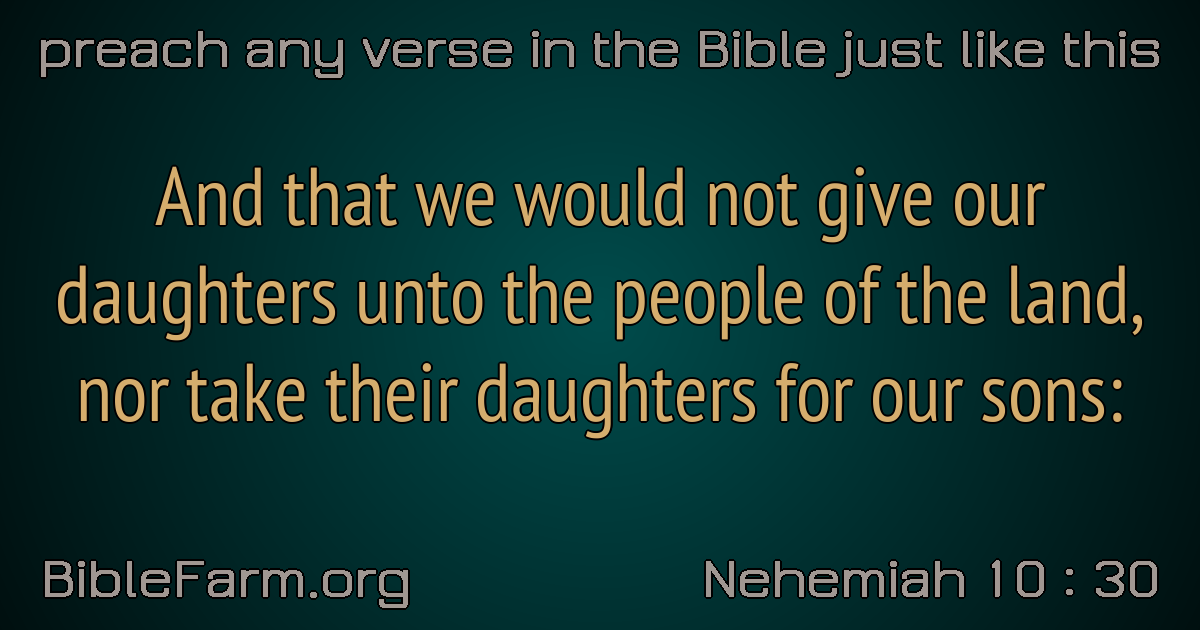 preach any verse in the Bible just like this
And that we would not give our
daughters unto the people of the land,
nor take their daughters for our sons:
BibleFarm.org
Nehemiah 10 : 30